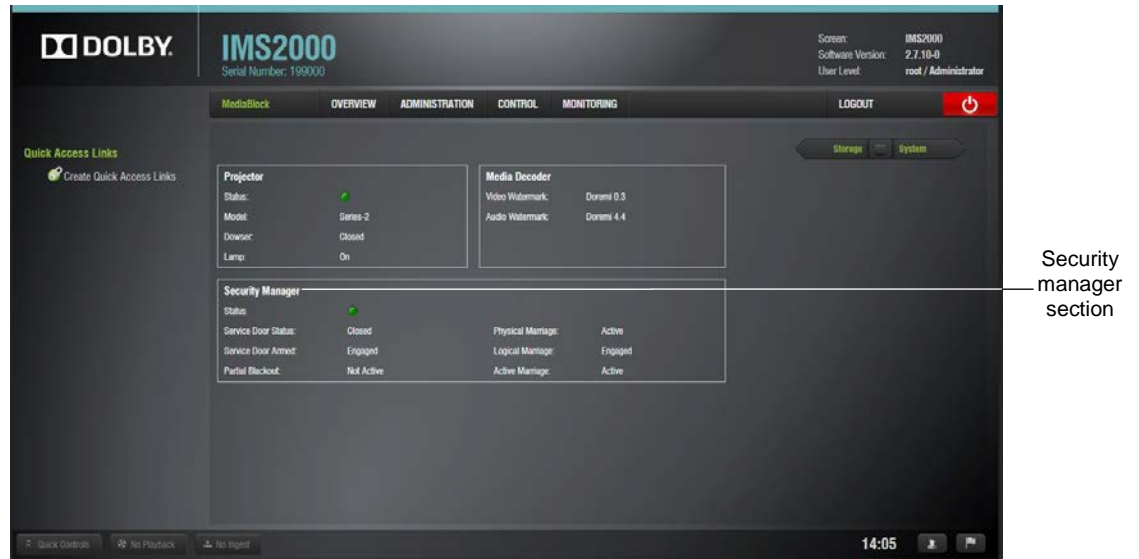 DOLBY.
IMS2000
Serial Number: 199000
Screen: IMS2000
Software Version: 2.7.10-0
User Level: root / Administrator
MediaBlock OVERVIEW ADMINISTRATION CONTROL MONITORING LOGOUT
Quick Access Links
Create Quick Access Links
Storage System
Projector
Status:
Model: Series-2
Dowser: Closed
Lamp: On
Media Decoder
Video Watermark: Doremi 0.3
Audio Watermark: Doremi 4.4
Security Manager
Status
Service Door Status: Closed Physical Marriage: Active
Service Door Armed: Engaged Logical Marriage: Engaged
Partial Blackout: Not Active Active Marriage: Active
Security
manager
section
Quick Controls No Playback No Ingest 14:05